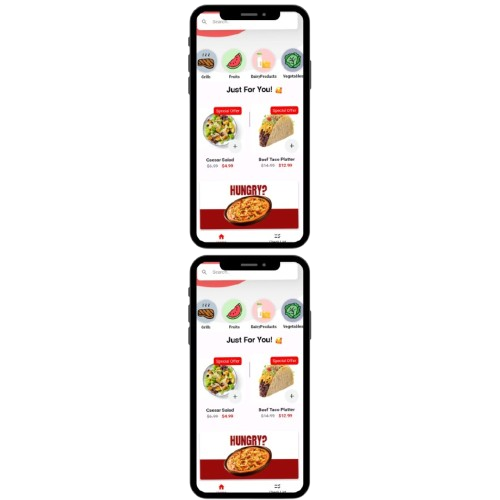 Search
Grills Fruits DairyProducts Vegetables
Just For You!
Special Offer Special Offer
Caesar Salad Beef Taco Platter
$6.99 $4.99 $14.99 $12.99
HUNGRY?
Search
Grills Fruits DairyProducts Vegetables
Just For You!
Special Offer Special Offer
Caesar Salad Beef Taco Platter
$6.99 $4.99 $14.99 $12.99
HUNGRY?